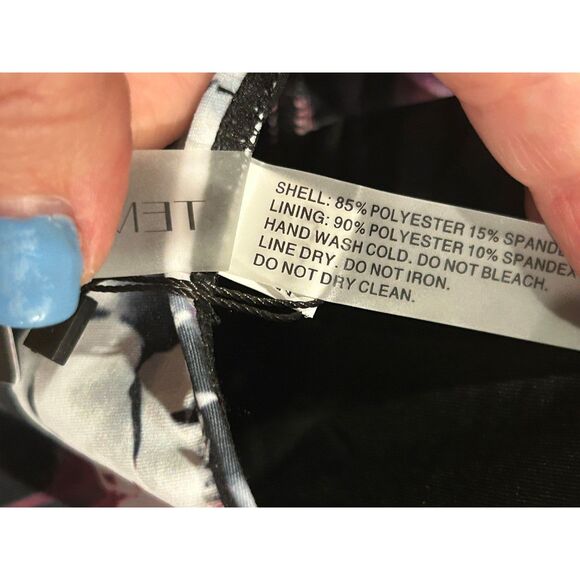 SHELL: 85% POLYESTER 15% SPANDE
LINING: 90% POLYESTER 10% SPANDEX
HAND WASH COLD. DO NOT BLEACH.
LINE DRY. DO NOT IRON.
DO NOT DRY CLEAN.